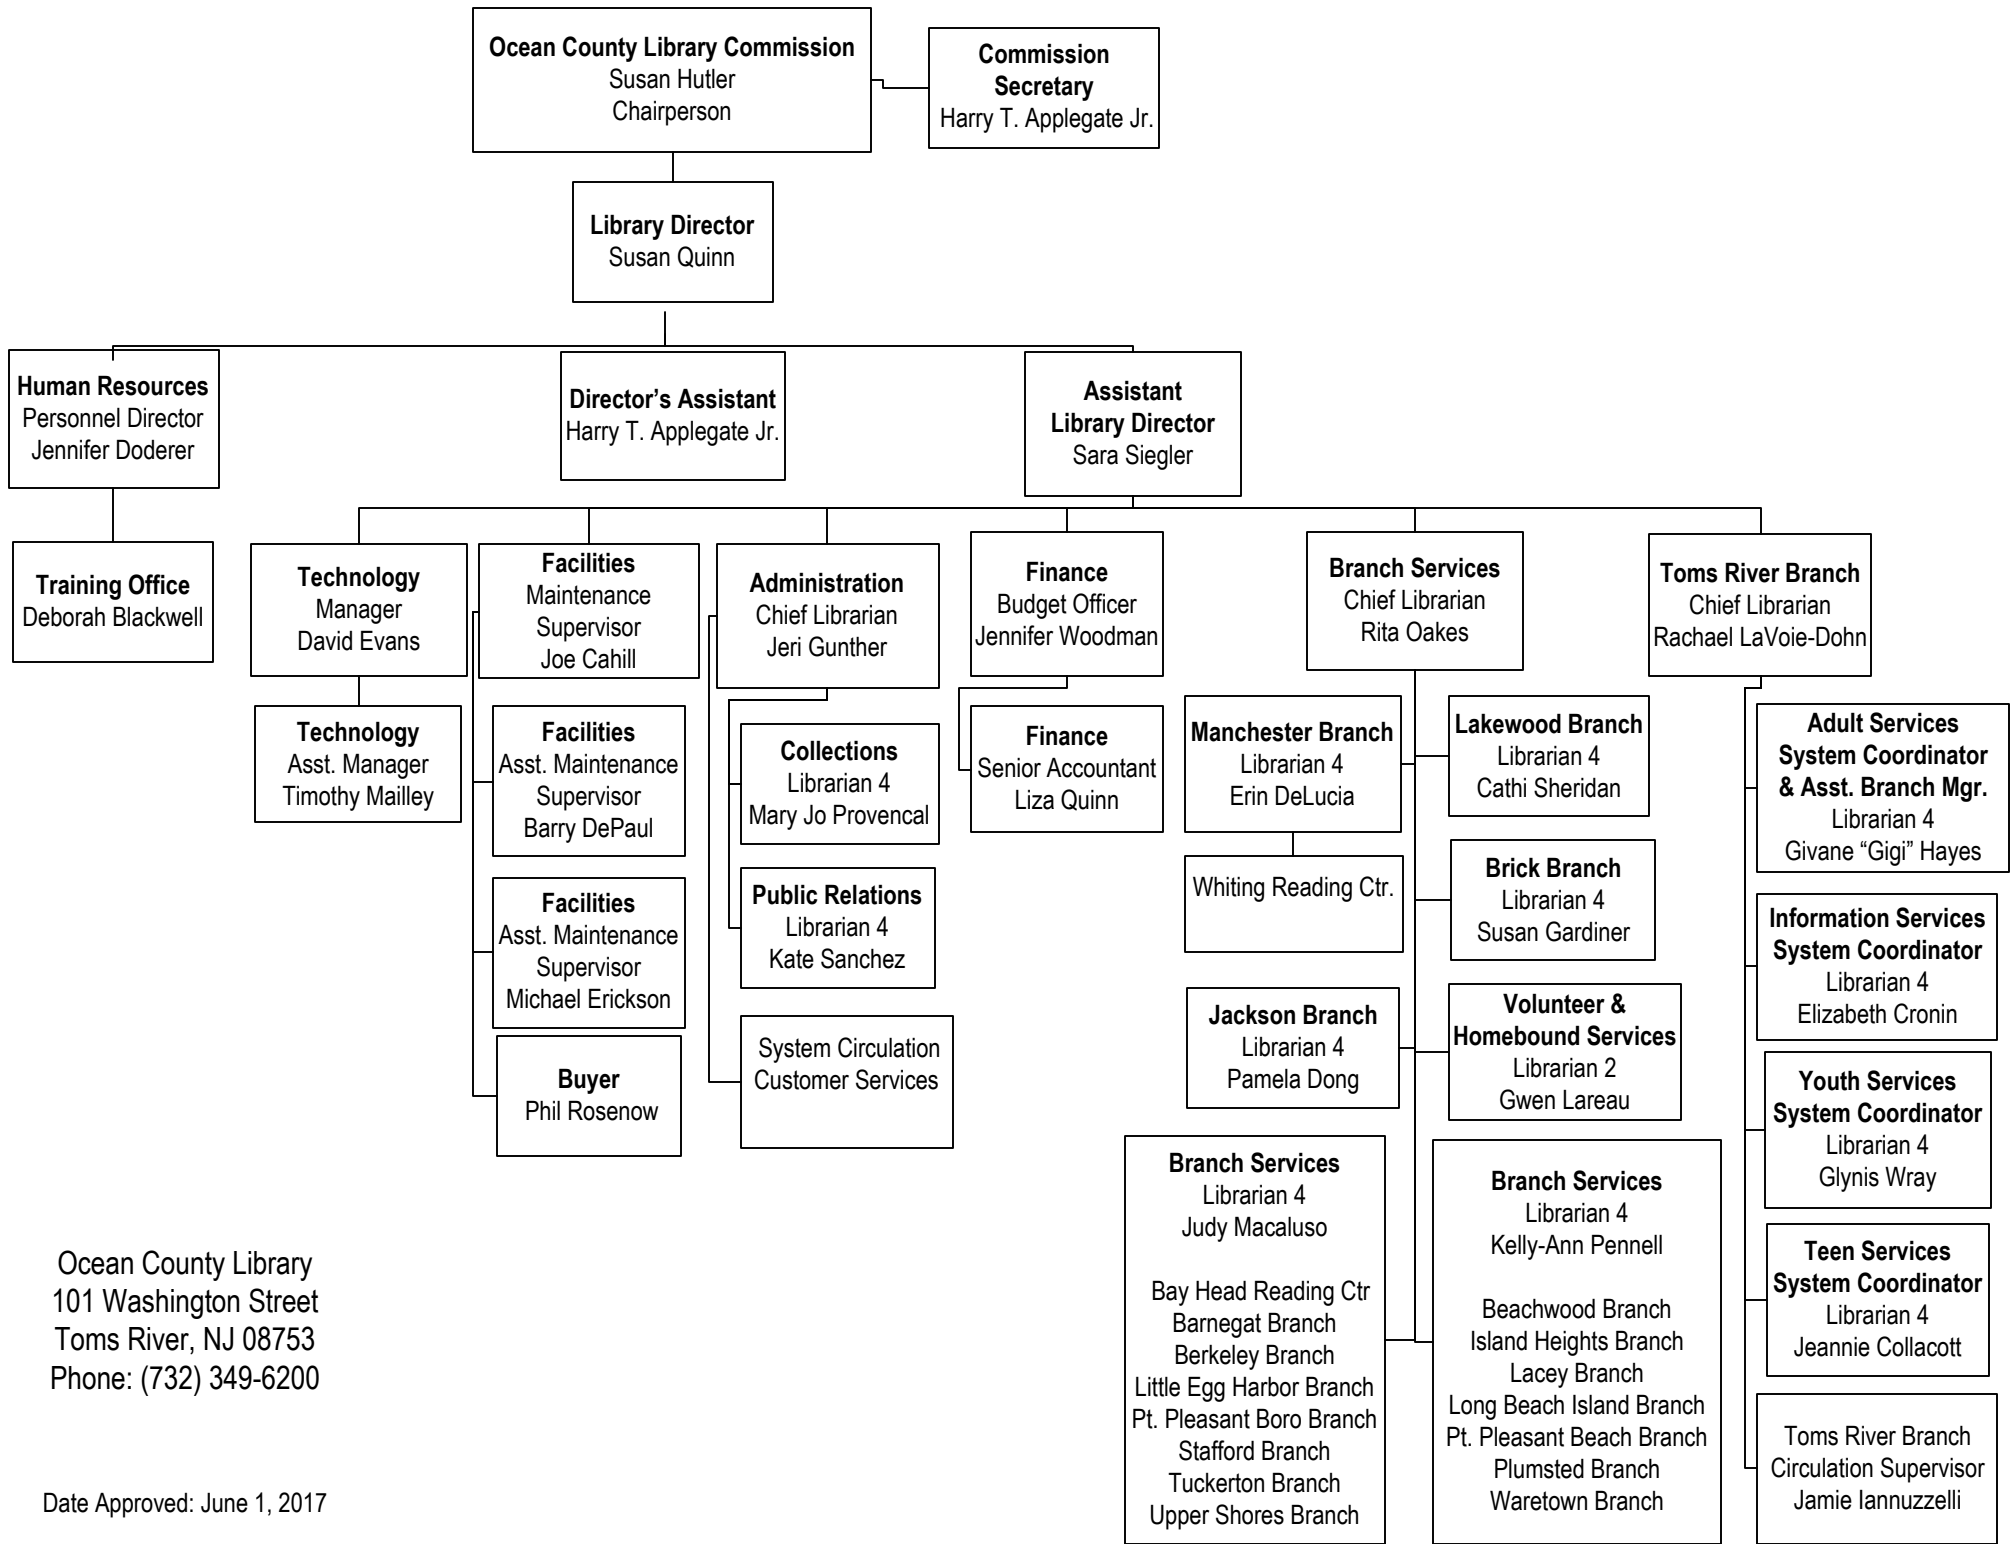 Ocean County Library Commission
Susan Hutler
Chairperson
Commission
Secretary
Harry T. Applegate Jr.
Library Director
Susan Quinn
Human Resources
Personnel Director
Jennifer Doderer
Director's Assistant
Harry T. Applegate Jr.
Assistant
Library Director
Sara Siegler
Training Office
Deborah Blackwell
Technology
Manager
David Evans
Technology
Asst. Manager
Timothy Mailley
Facilities
Maintenance
Supervisor
Joe Cahill
Facilities
Asst. Maintenance
Supervisor
Barry DePaul
Facilities
Asst. Maintenance
Supervisor
Michael Erickson
Buyer
Phil Rosenow
Administration
Chief Librarian
Jeri Gunther
Collections
Librarian 4
Mary Jo Provencal
Public Relations
Librarian 4
Kate Sanchez
System Circulation
Customer Services
Finance
Budget Officer
Jennifer Woodman
Finance
Senior Accountant
Liza Quinn
Branch Services
Chief Librarian
Rita Oakes
Manchester Branch
Librarian 4
Erin DeLucia
Whiting Reading Ctr.
Lakewood Branch
Librarian 4
Cathi Sheridan
Brick Branch
Librarian 4
Susan Gardiner
Jackson Branch
Librarian 4
Pamela Dong
Volunteer &
Homebound Services
Librarian 2
Gwen Lareau
Branch Services
Librarian 4
Judy Macaluso
Bay Head Reading Ctr
Barnegat Branch
Berkeley Branch
Little Egg Harbor Branch
Pt. Pleasant Boro Branch
Stafford Branch
Tuckerton Branch
Upper Shores Branch
Branch Services
Librarian 4
Kelly-Ann Pennell
Beachwood Branch
Island Heights Branch
Lacey Branch
Long Beach Island Branch
Pt. Pleasant Beach Branch
Plumsted Branch
Waretown Branch
Toms River Branch
Chief Librarian
Rachael LaVoie-Dohn
Adult Services
System Coordinator
& Asst. Branch Mgr.
Librarian 4
Givane “Gigi” Hayes
Information Services
System Coordinator
Librarian 4
Elizabeth Cronin
Youth Services
System Coordinator
Librarian 4
Glynis Wray
Teen Services
System Coordinator
Librarian 4
Jeannie Collacott
Toms River Branch
Circulation Supervisor
Jamie Iannuzzelli
Ocean County Library
101 Washington Street
Toms River, NJ 08753
Phone: (732) 349-6200
Date Approved: June 1, 2017